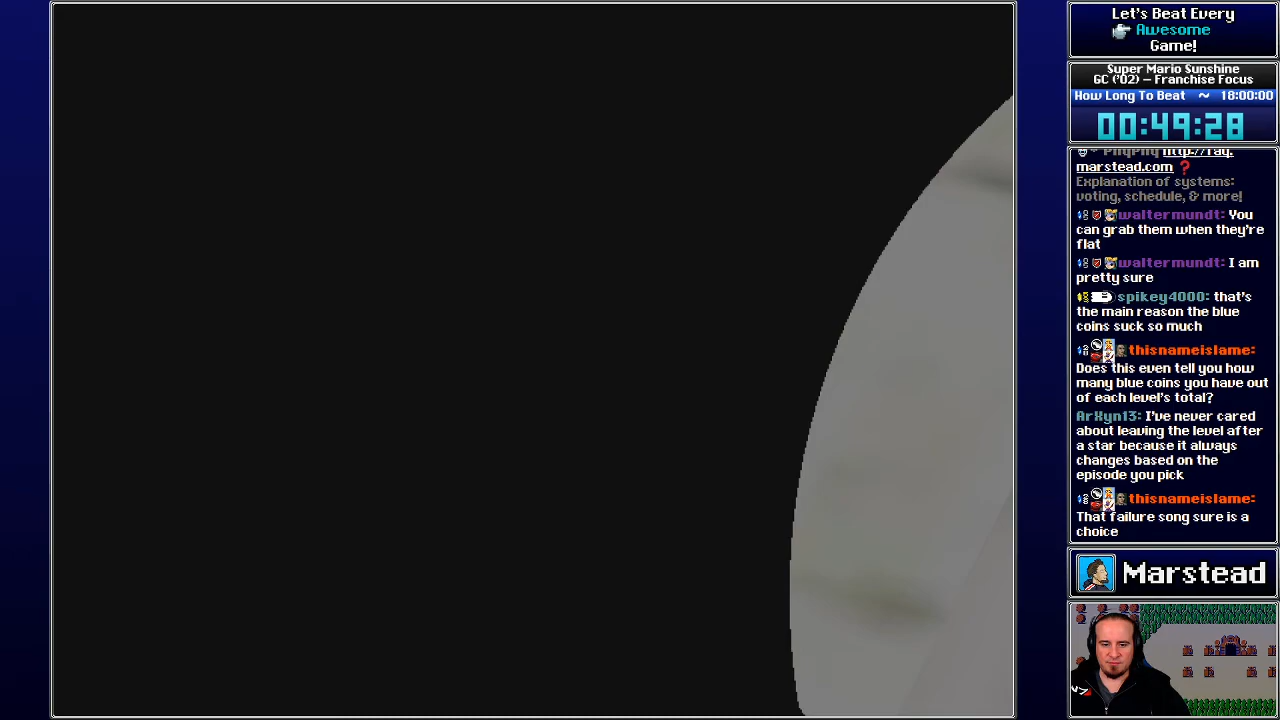 Let's Beat Every
Awesome
Game!
Super Mario Sunshine
GC ('02) – Franchise Focus
How Long To Beat ~ 18:00:00
00:49:28
http://ray.
marstead.com ❓
Explanation of systems:
voting, schedule, & more!
waltermundt: You
can grab them when they're
flat
waltermundt: I am
pretty sure
spikey4000: that's
the main reason the blue
coins suck so much
thisnameislame:
Does this even tell you how
many blue coins you have out
of each level's total?
ArXyn13: I've never cared
about leaving the level after
a star because it always
changes based on the
episode you pick
thisnameislame:
That failure song sure is a
choice
Marstead